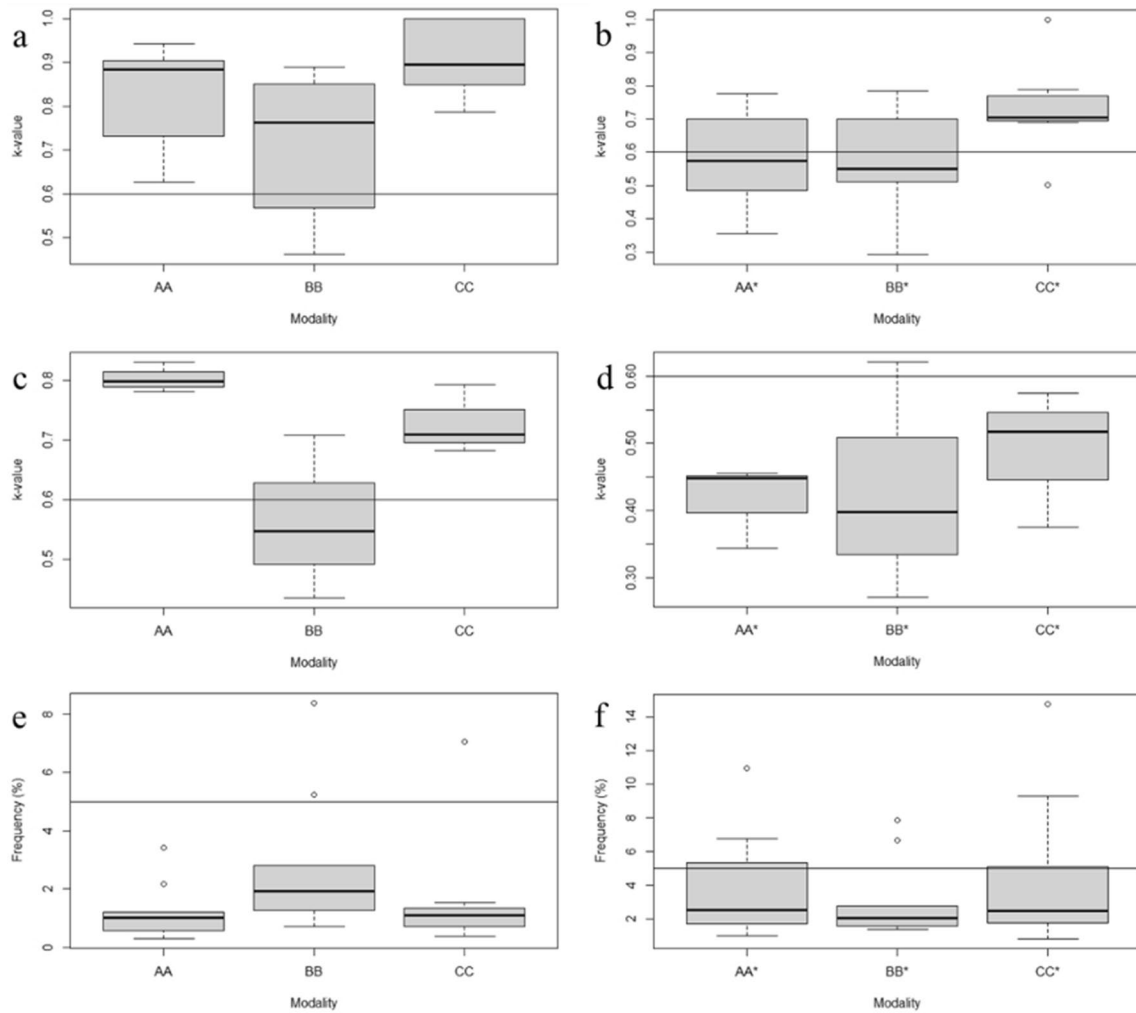 a
k-value
0.5 0.6 0.7 0.8 0.9 1.0
AA BB CC
Modality
b
k-value
0.3 0.4 0.5 0.6 0.7 0.8 0.9 1.0
AA* BB* CC*
Modality
c
k-value
0.5 0.6 0.7 0.8
AA BB CC
Modality
d
k-value
0.30 0.40 0.50 0.60
AA* BB* CC*
Modality
e
Frequency (%)
0 2 4 6 8
AA BB CC
Modality
f
Frequency (%)
2 4 6 8 10 12 14
AA* BB* CC*
Modality